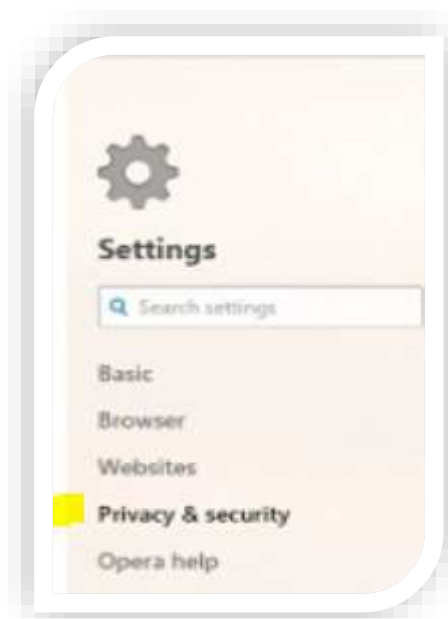 Settings
Search settings
Basic
Browser
Websites
Privacy & security
Opera help